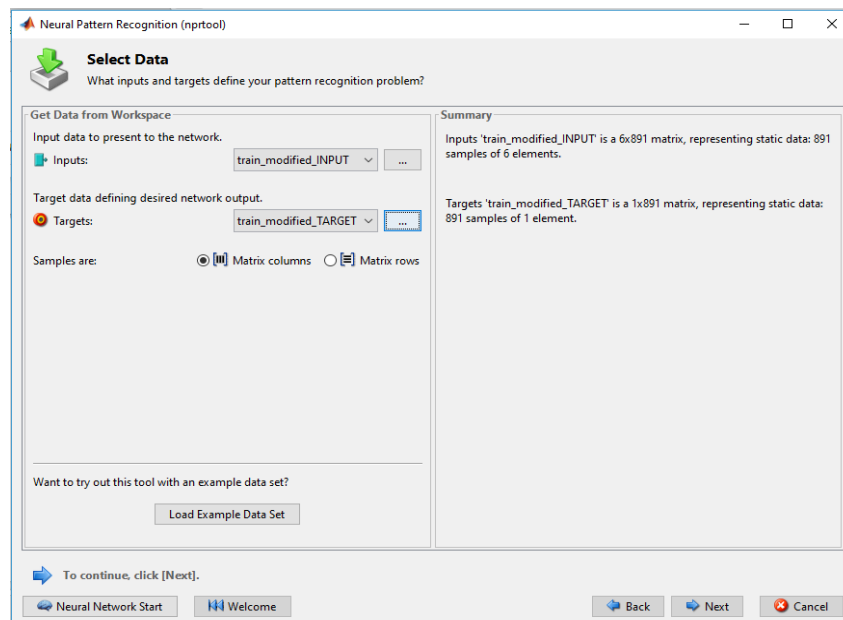 Neural Pattern Recognition (nprtool)
Select Data
What inputs and targets define your pattern recognition problem?
Get Data from Workspace
Input data to present to the network.
Inputs:
train_modified_INPUT
...
Target data defining desired network output.
Targets:
train_modified_TARGET
...
Samples are:
Matrix columns
Matrix rows
Want to try out this tool with an example data set?
Load Example Data Set
Summary
Inputs 'train_modified_INPUT' is a 6x891 matrix, representing static data: 891
samples of 6 elements.
Targets 'train_modified_TARGET' is a 1x891 matrix, representing static data:
891 samples of 1 element.
To continue, click [Next].
Neural Network Start
Welcome
Back
Next
Cancel